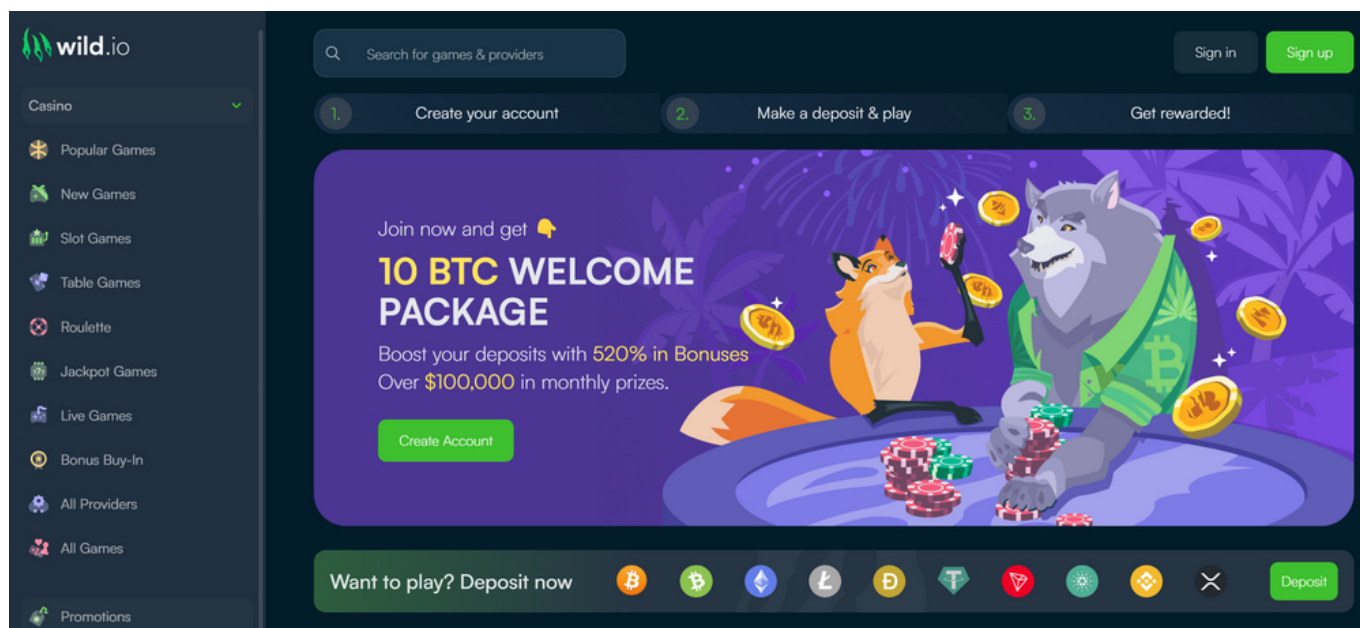 wild.io
Search for games & providers
Sign in
Sign up
Casino
Popular Games
New Games
Slot Games
Table Games
Roulette
Jackpot Games
Live Games
Bonus Buy-In
All Providers
All Games
Promotions
1. Create your account
2. Make a deposit & play
3. Get rewarded!
Join now and get
10 BTC WELCOME
PACKAGE
Boost your deposits with 520% in Bonuses
Over $100,000 in monthly prizes.
Create Account
Want to play? Deposit now
Deposit